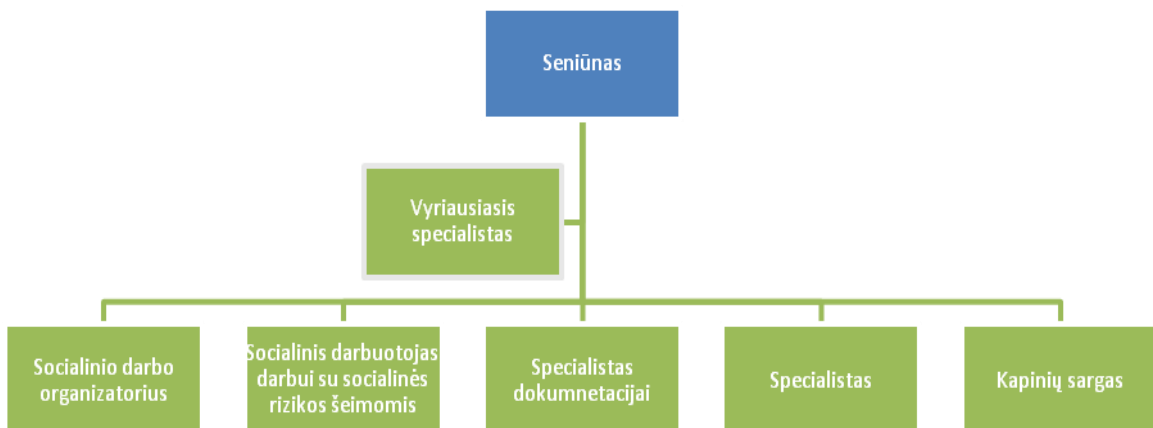 Seniūnas
Vyriausiasis
specialistas
Socialinio darbo
organizatorius
Socialinis darbuotojas
darbui su socialinės
rizikos šeimomis
Specialistas
dokumnetacijai
Specialistas
Kapinių sargas